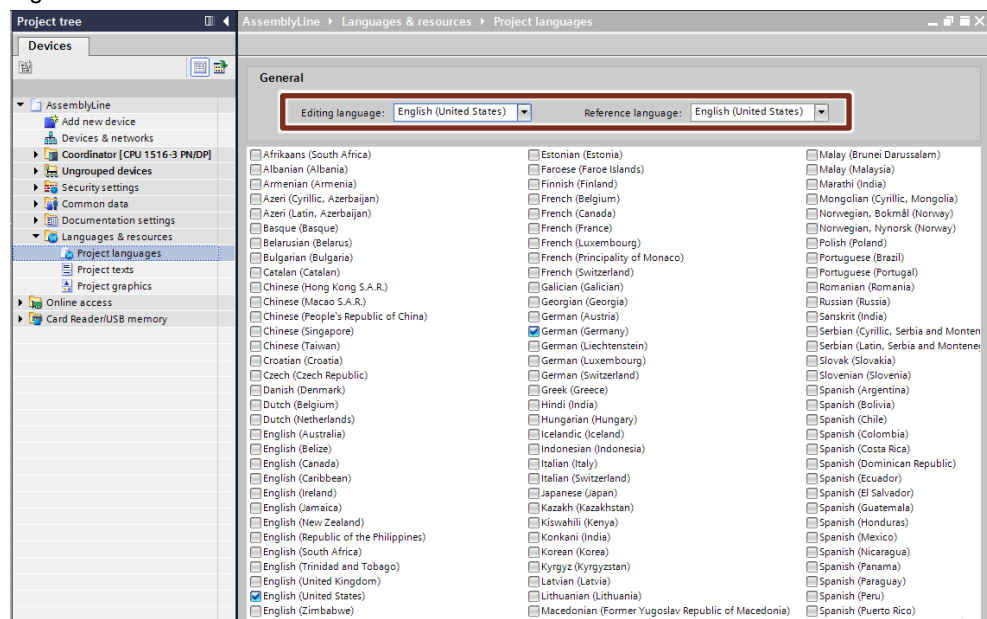 Project tree
Devices
AssemblyLine
Add new device
Devices & networks
Coordinator [CPU 1516-3 PN/DP]
Ungrouped devices
Security settings
Common data
Documentation settings
Languages & resources
Project languages
Project texts
Project graphics
Online access
Card Reader/USB memory
AssemblyLine ▸ Languages & resources ▸ Project languages
General
Editing language: English (United States)
Reference language: English (United States)
Afrikaans (South Africa)
Albanian (Albania)
Armenian (Armenia)
Azeri (Cyrillic, Azerbaijan)
Azeri (Latin, Azerbaijan)
Basque (Basque)
Belarusian (Belarus)
Bulgarian (Bulgaria)
Catalan (Catalan)
Chinese (Hong Kong S.A.R.)
Chinese (Macao S.A.R.)
Chinese (People's Republic of China)
Chinese (Singapore)
Chinese (Taiwan)
Croatian (Croatia)
Czech (Czech Republic)
Danish (Denmark)
Dutch (Belgium)
Dutch (Netherlands)
English (Australia)
English (Belize)
English (Canada)
English (Caribbean)
English (Ireland)
English (Jamaica)
English (New Zealand)
English (Republic of the Philippines)
English (South Africa)
English (Trinidad and Tobago)
English (United Kingdom)
English (United States)
English (Zimbabwe)
Estonian (Estonia)
Faroese (Faroe Islands)
Finnish (Finland)
French (Belgium)
French (Canada)
French (France)
French (Luxembourg)
French (Principality of Monaco)
French (Switzerland)
Galician (Galician)
Georgian (Georgia)
German (Austria)
German (Germany)
German (Liechtenstein)
German (Luxembourg)
German (Switzerland)
Greek (Greece)
Hindi (India)
Hungarian (Hungary)
Icelandic (Iceland)
Indonesian (Indonesia)
Italian (Italy)
Italian (Switzerland)
Japanese (Japan)
Kazakh (Kazakhstan)
Kiswahili (Kenya)
Konkani (India)
Korean (Korea)
Kyrgyz (Kyrgyzstan)
Latvian (Latvia)
Lithuanian (Lithuania)
Macedonian (Former Yugoslav Republic of Macedonia)
Malay (Brunei Darussalam)
Malay (Malaysia)
Marathi (India)
Mongolian (Cyrillic, Mongolia)
Norwegian, Bokmål (Norway)
Norwegian, Nynorsk (Norway)
Polish (Poland)
Portuguese (Brazil)
Portuguese (Portugal)
Romanian (Romania)
Russian (Russia)
Sanskrit (India)
Serbian (Cyrillic, Serbia and Monten
Serbian (Latin, Serbia and Monteneg
Slovak (Slovakia)
Slovenian (Slovenia)
Spanish (Argentina)
Spanish (Bolivia)
Spanish (Chile)
Spanish (Colombia)
Spanish (Costa Rica)
Spanish (Dominican Republic)
Spanish (Ecuador)
Spanish (El Salvador)
Spanish (Guatemala)
Spanish (Honduras)
Spanish (Mexico)
Spanish (Nicaragua)
Spanish (Panama)
Spanish (Paraguay)
Spanish (Peru)
Spanish (Puerto Rico)